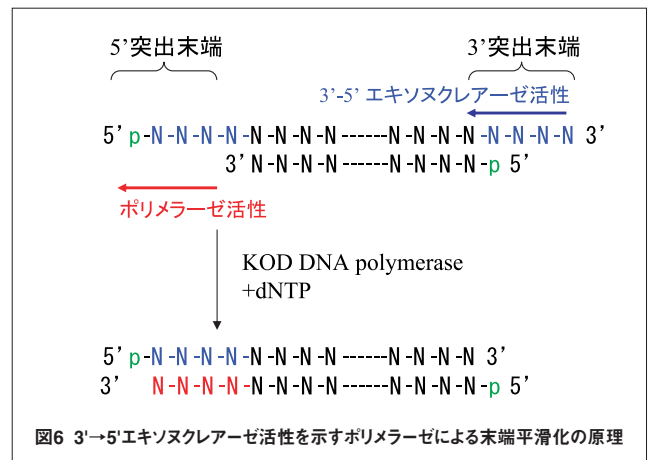 5’突出末端 3’突出末端
3’-5’ エキソヌクレアーゼ活性
5’ p-N-N-N-N-N-N-N-N------N-N-N-N-N-N-N-N 3’
3’ N-N-N-N------N-N-N-N-p 5’
ポリメラーゼ活性
KOD DNA polymerase
+dNTP
5’ p-N-N-N-N-N-N-N-N------N-N-N-N 3’
3’ N-N-N-N-N-N-N-N------N-N-N-N-p 5’
図6 3'→5'エキソヌクレアーゼ活性を示すポリメラーゼによる末端平滑化の原理